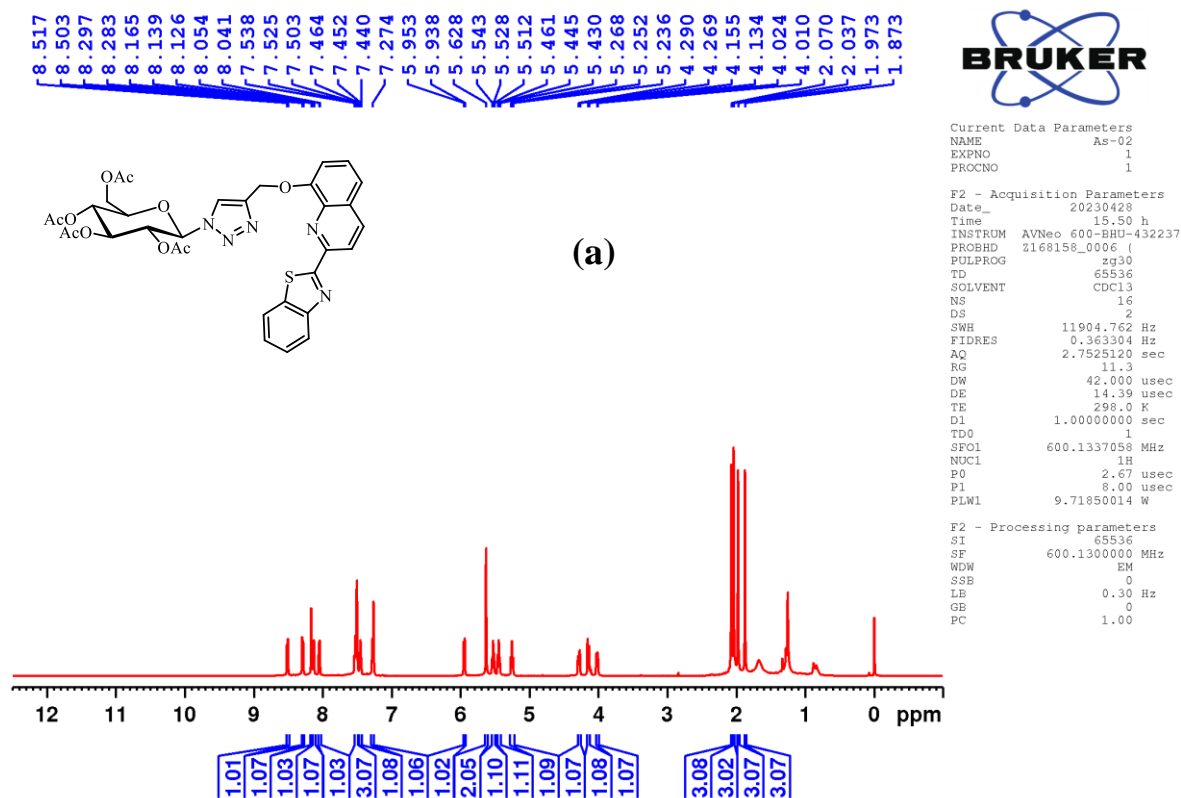 8.517
8.503
8.297
8.283
8.165
8.139
8.126
8.054
8.041
7.538
7.525
7.503
7.464
7.452
7.440
7.274
5.953
5.938
5.628
5.543
5.528
5.512
5.461
5.445
5.430
5.268
5.252
5.236
4.290
4.269
4.155
4.134
4.024
4.010
2.070
2.037
1.973
1.873
BRUKER
Current Data Parameters
NAME As-02
EXPNO 1
PROCNO 1
F2 - Acquisition Parameters
Date_ 20230428
Time 15.50 h
INSTRUM AVNeo 600-BHU-432237
PROBHD Z168158_0006 (
PULPROG zg30
TD 65536
SOLVENT CDCl3
NS 16
DS 2
SWH 11904.762 Hz
FIDRES 0.363304 Hz
AQ 2.7525120 sec
RG 11.3
DW 42.000 usec
DE 14.39 usec
TE 298.0 K
D1 1.00000000 sec
TD0 1
SFO1 600.1337058 MHz
NUC1 1H
P0 2.67 usec
P1 8.00 usec
PLW1 9.71850014 W
F2 - Processing parameters
SI 65536
SF 600.1300000 MHz
WDW EM
SSB 0
LB 0.30 Hz
GB 0
PC 1.00
OAc
O
AcO
AcO
OAc
N
N
N
O
N
S
N
(a)
12 11 10 9 8 7 6 5 4 3 2 1 0 ppm
1.01
1.07
1.03
1.07
1.03
3.07
1.08
1.06
1.02
2.05
1.10
1.11
1.09
1.07
1.08
1.07
3.08
3.02
3.07
3.07